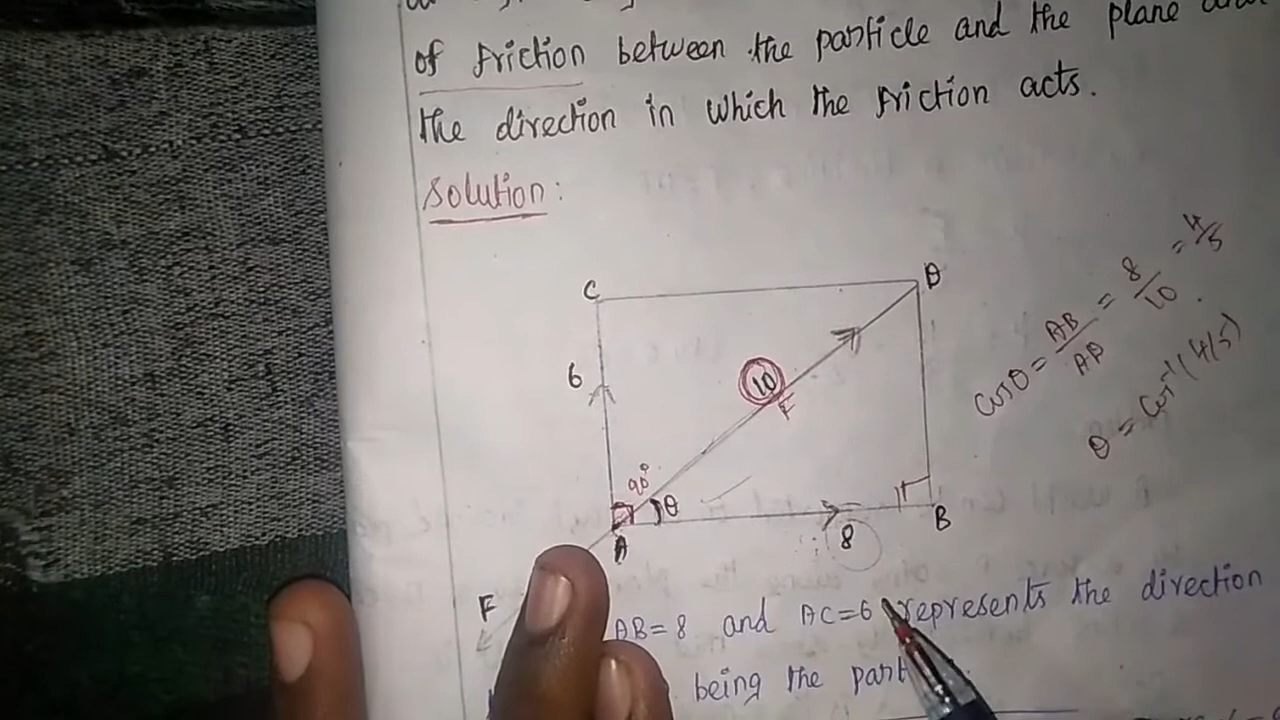 of friction between the particle and the plane and
the direction in which the friction acts.
Solution:
C
D
6
10
F
90°
θ
A
8
B
F
cosθ = AB/AD = 8/10 = 4/5
θ = cos⁻¹(4/5)
AB=8 and AC=6 represents the direction
being the